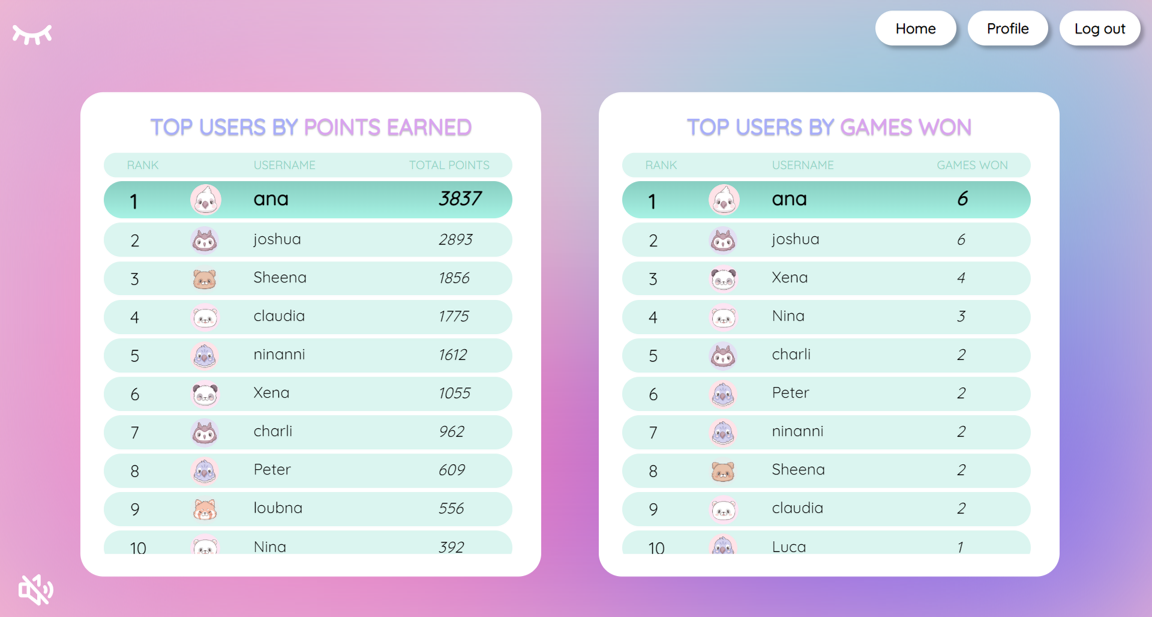 Home Profile Log out
TOP USERS BY POINTS EARNED
RANK USERNAME TOTAL POINTS
1 ana 3837
2 joshua 2893
3 Sheena 1856
4 claudia 1775
5 ninanni 1612
6 Xena 1055
7 charli 962
8 Peter 609
9 loubna 556
10 Nina 392
TOP USERS BY GAMES WON
RANK USERNAME GAMES WON
1 ana 6
2 joshua 6
3 Xena 4
4 Nina 3
5 charli 2
6 Peter 2
7 ninanni 2
8 Sheena 2
9 claudia 2
10 Luca 1